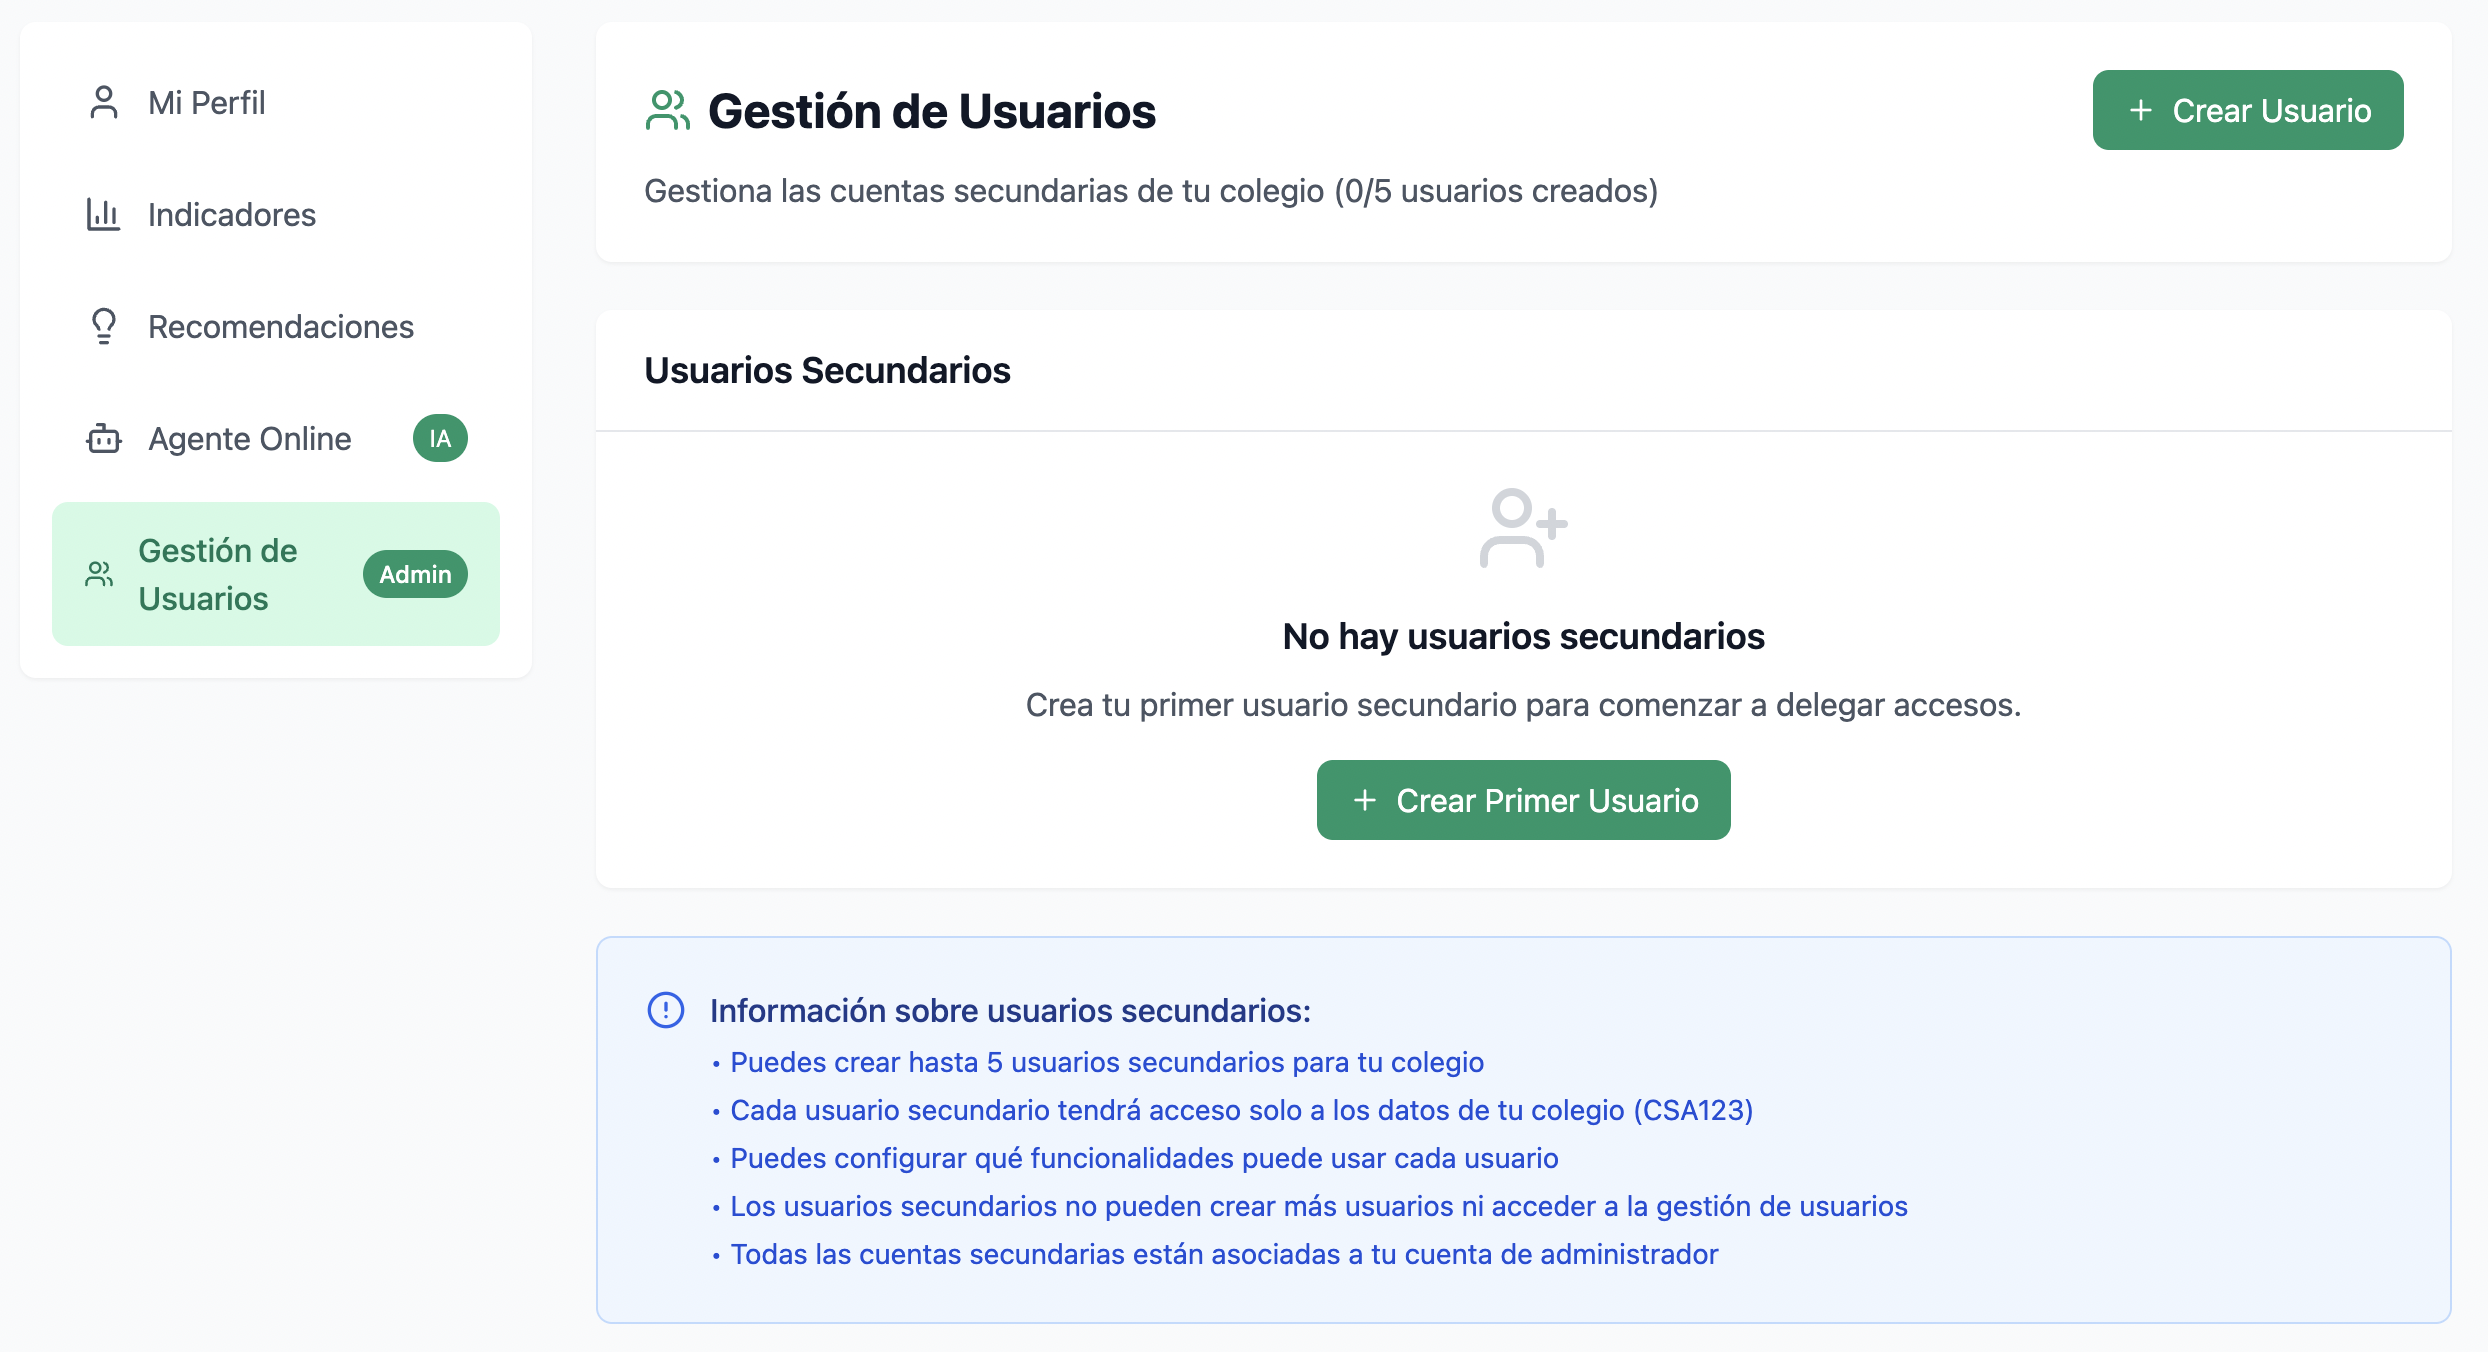 Mi Perfil
Indicadores
Recomendaciones
Agente Online
IA
Gestión de
Usuarios
Admin
Gestión de Usuarios
+ Crear Usuario
Gestiona las cuentas secundarias de tu colegio (0/5 usuarios creados)
Usuarios Secundarios
No hay usuarios secundarios
Crea tu primer usuario secundario para comenzar a delegar accesos.
+ Crear Primer Usuario
Información sobre usuarios secundarios:
• Puedes crear hasta 5 usuarios secundarios para tu colegio
• Cada usuario secundario tendrá acceso solo a los datos de tu colegio (CSA123)
• Puedes configurar qué funcionalidades puede usar cada usuario
• Los usuarios secundarios no pueden crear más usuarios ni acceder a la gestión de usuarios
• Todas las cuentas secundarias están asociadas a tu cuenta de administrador